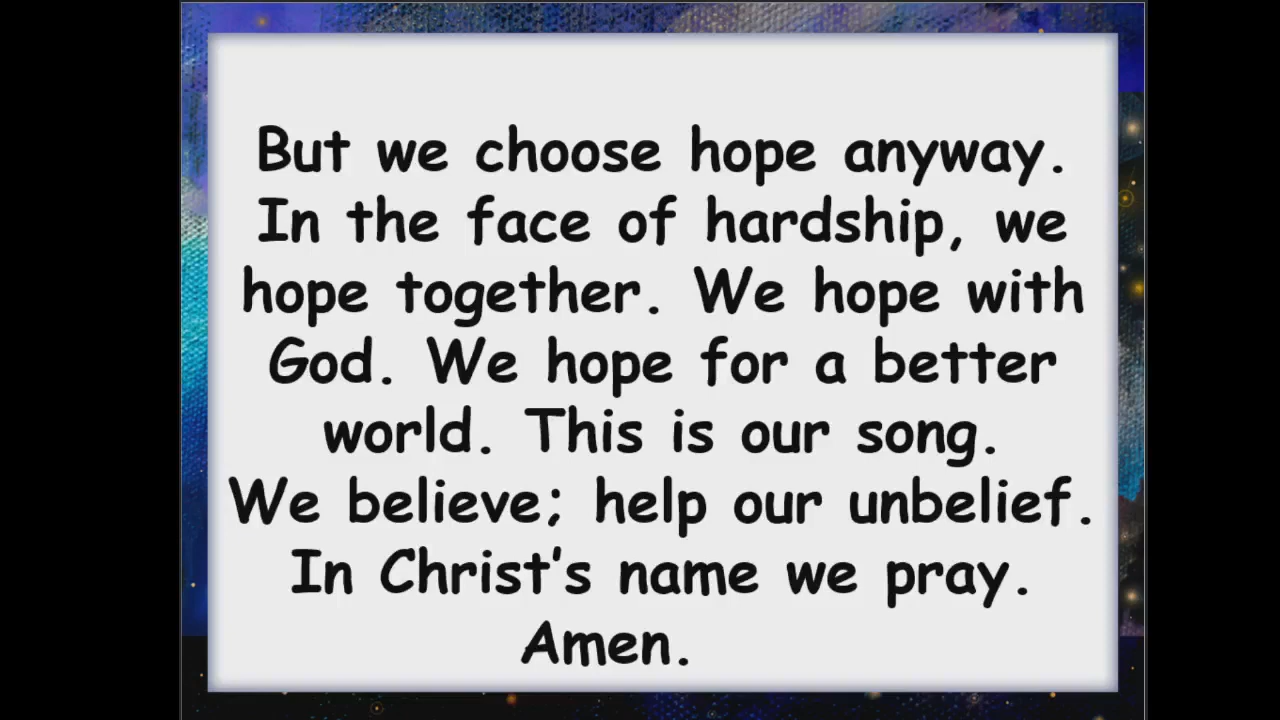 But we choose hope anyway.
In the face of hardship, we
hope together. We hope with
God. We hope for a better
world. This is our song.
We believe; help our unbelief.
In Christ's name we pray.
Amen.